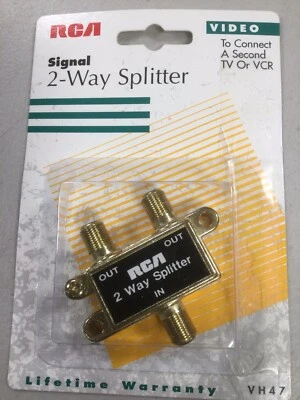 RCA
VIDEO
Signal
2-Way Splitter
To Connect
A Second
TV Or VCR
OUT
OUT
RCA
2 Way Splitter
IN
Lifetime Warranty
VH47